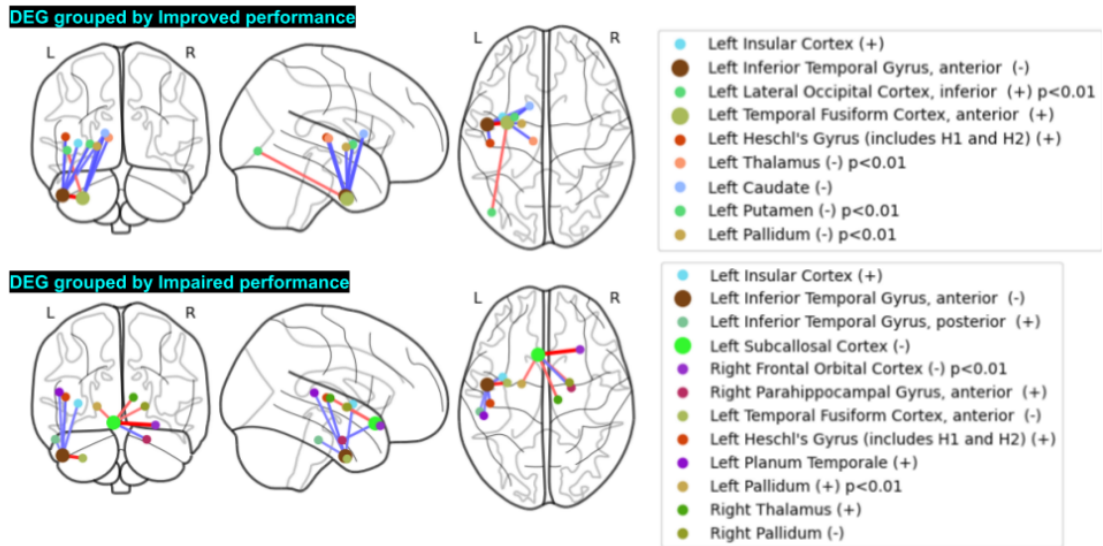 DEG grouped by Improved performance
L R
L R
Left Insular Cortex (+)
Left Inferior Temporal Gyrus, anterior (-)
Left Lateral Occipital Cortex, inferior (+) p<0.01
Left Temporal Fusiform Cortex, anterior (+)
Left Heschl's Gyrus (includes H1 and H2) (+)
Left Thalamus (-) p<0.01
Left Caudate (-)
Left Putamen (-) p<0.01
Left Pallidum (-) p<0.01
DEG grouped by Impaired performance
L R
L R
Left Insular Cortex (+)
Left Inferior Temporal Gyrus, anterior (-)
Left Inferior Temporal Gyrus, posterior (+)
Left Subcallosal Cortex (-)
Right Frontal Orbital Cortex (-) p<0.01
Right Parahippocampal Gyrus, anterior (+)
Left Temporal Fusiform Cortex, anterior (-)
Left Heschl's Gyrus (includes H1 and H2) (+)
Left Planum Temporale (+)
Left Pallidum (+) p<0.01
Right Thalamus (+)
Right Pallidum (-)